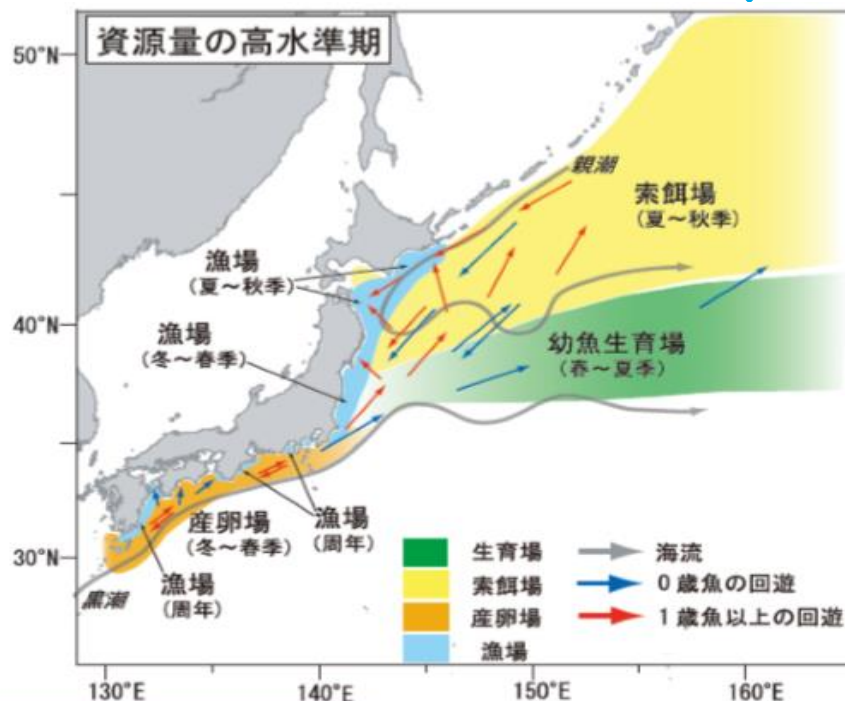 資源量の高水準期
50°N
親潮
索餌場
(夏～秋季)
漁場
(夏～秋季)
40°N
漁場
(冬～春季)
幼魚生育場
(春～夏季)
産卵場
(冬～春季)
漁場
(周年)
30°N
漁場
(周年)
黒潮
生育場
索餌場
産卵場
漁場
海流
0歳魚の回遊
1歳魚以上の回遊
130°E
140°E
150°E
160°E